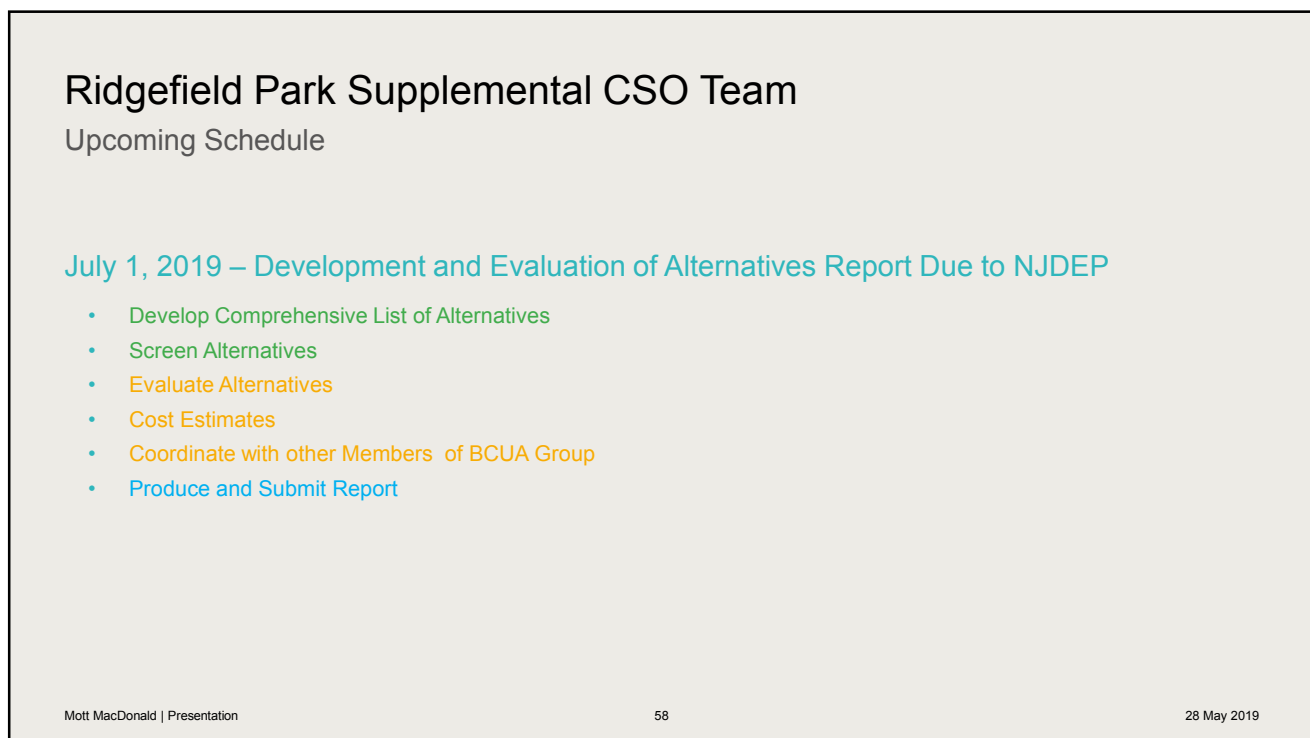 Ridgefield Park Supplemental CSO Team
Upcoming Schedule
July 1, 2019 – Development and Evaluation of Alternatives Report Due to NJDEP
• Develop Comprehensive List of Alternatives
• Screen Alternatives
• Evaluate Alternatives
• Cost Estimates
• Coordinate with other Members  of BCUA Group
• Produce and Submit Report
Mott MacDonald | Presentation 58 28 May 2019